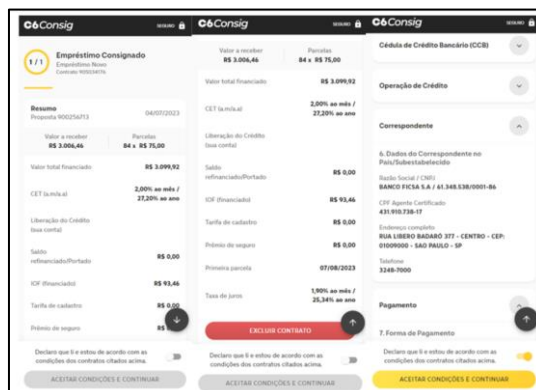 C6Consig
SEGURO
1/1
Empréstimo Consignado
Empréstimo Novo
Resumo
Proposta 900256713
04/07/2023
Valor a receber
Parcelas
R$ 3.006,46
84 x R$ 75,00
Valor total financiado
R$ 3.099,92
CET (a.m/a.a)
2,00% ao mês /
27,20% ao ano
Liberação do Crédito
(sua conta)
Saldo
refinanciado/Portado
R$ 0,00
IOF (financiado)
R$ 93,46
Tarifa de cadastro
R$ 0,00
Prêmio de seguro
R$
Declaro que li e estou de acordo com as
condições dos contratos citados acima.
ACEITAR CONDIÇÕES E CONTINUAR
C6Consig
SEGURO
Valor a receber
Parcelas
R$ 3.006,46
84 x R$ 75,00
Valor total financiado
R$ 3.099,92
CET (a.m/a.a)
2,00% ao mês /
27,20% ao ano
Liberação do Crédito
(sua conta)
Saldo
refinanciado/Portado
R$ 0,00
IOF (financiado)
R$ 93,46
Tarifa de cadastro
R$ 0,00
Prêmio de seguro
R$ 0,00
Primeira parcela
07/08/2023
Taxa de juros
1,90% ao mês /
25,34% ao ano
EXCLUIR CONTRATO
Declaro que li e estou de acordo com as
condições dos contratos citados acima.
ACEITAR CONDIÇÕES E CONTINUAR
C6Consig
SEGURO
Cédula de Crédito Bancário (CCB)
Operação de Crédito
Correspondente
6. Dados do Correspondente no
País/Subestabelecido
Razão Social / CNPJ
BANCO FICSA S.A / 61.348.538/0001-86
CPF Agente Certificado
431.910.738-17
Endereço completo
RUA LIBERO BADARÓ 377 - CENTRO - CEP:
01009000 - SAO PAULO - SP
Telefone
3248-7000
Pagamento
7. Forma de Pagamento
Declaro que li e estou de acordo com as
condições dos contratos citados acima.
ACEITAR CONDIÇÕES E CONTINUAR